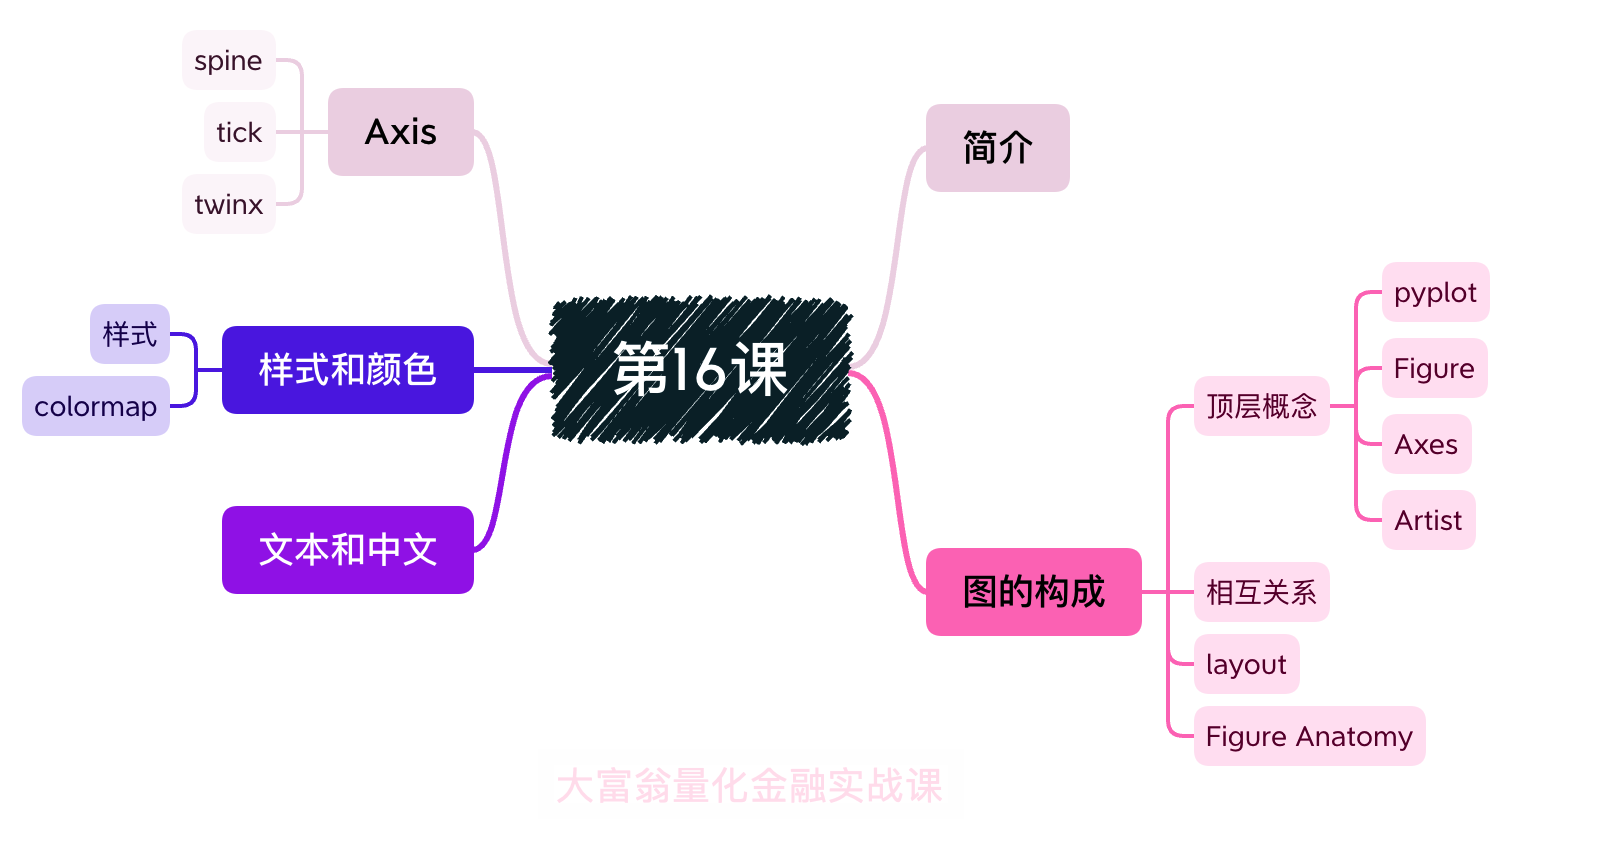 第16课
简介
图的构成
顶层概念
pyplot
Figure
Axes
Artist
相互关系
layout
Figure Anatomy
Axis
spine
tick
twinx
样式和颜色
样式
colormap
文本和中文
大富翁量化金融实战课